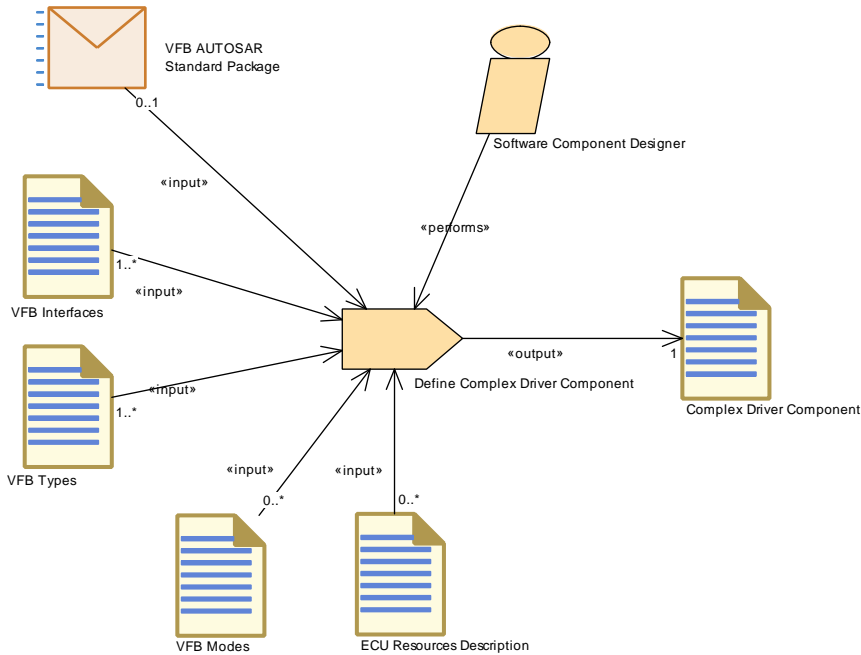 VFB AUTOSAR
Standard Package
0..1
Software Component Designer
«input»
«performs»
1..*
«input»
VFB Interfaces
«output»
1
Define Complex Driver Component
«input»
1..*
Complex Driver Component
VFB Types
«input»
«input»
0..*
0..*
VFB Modes
ECU Resources Description